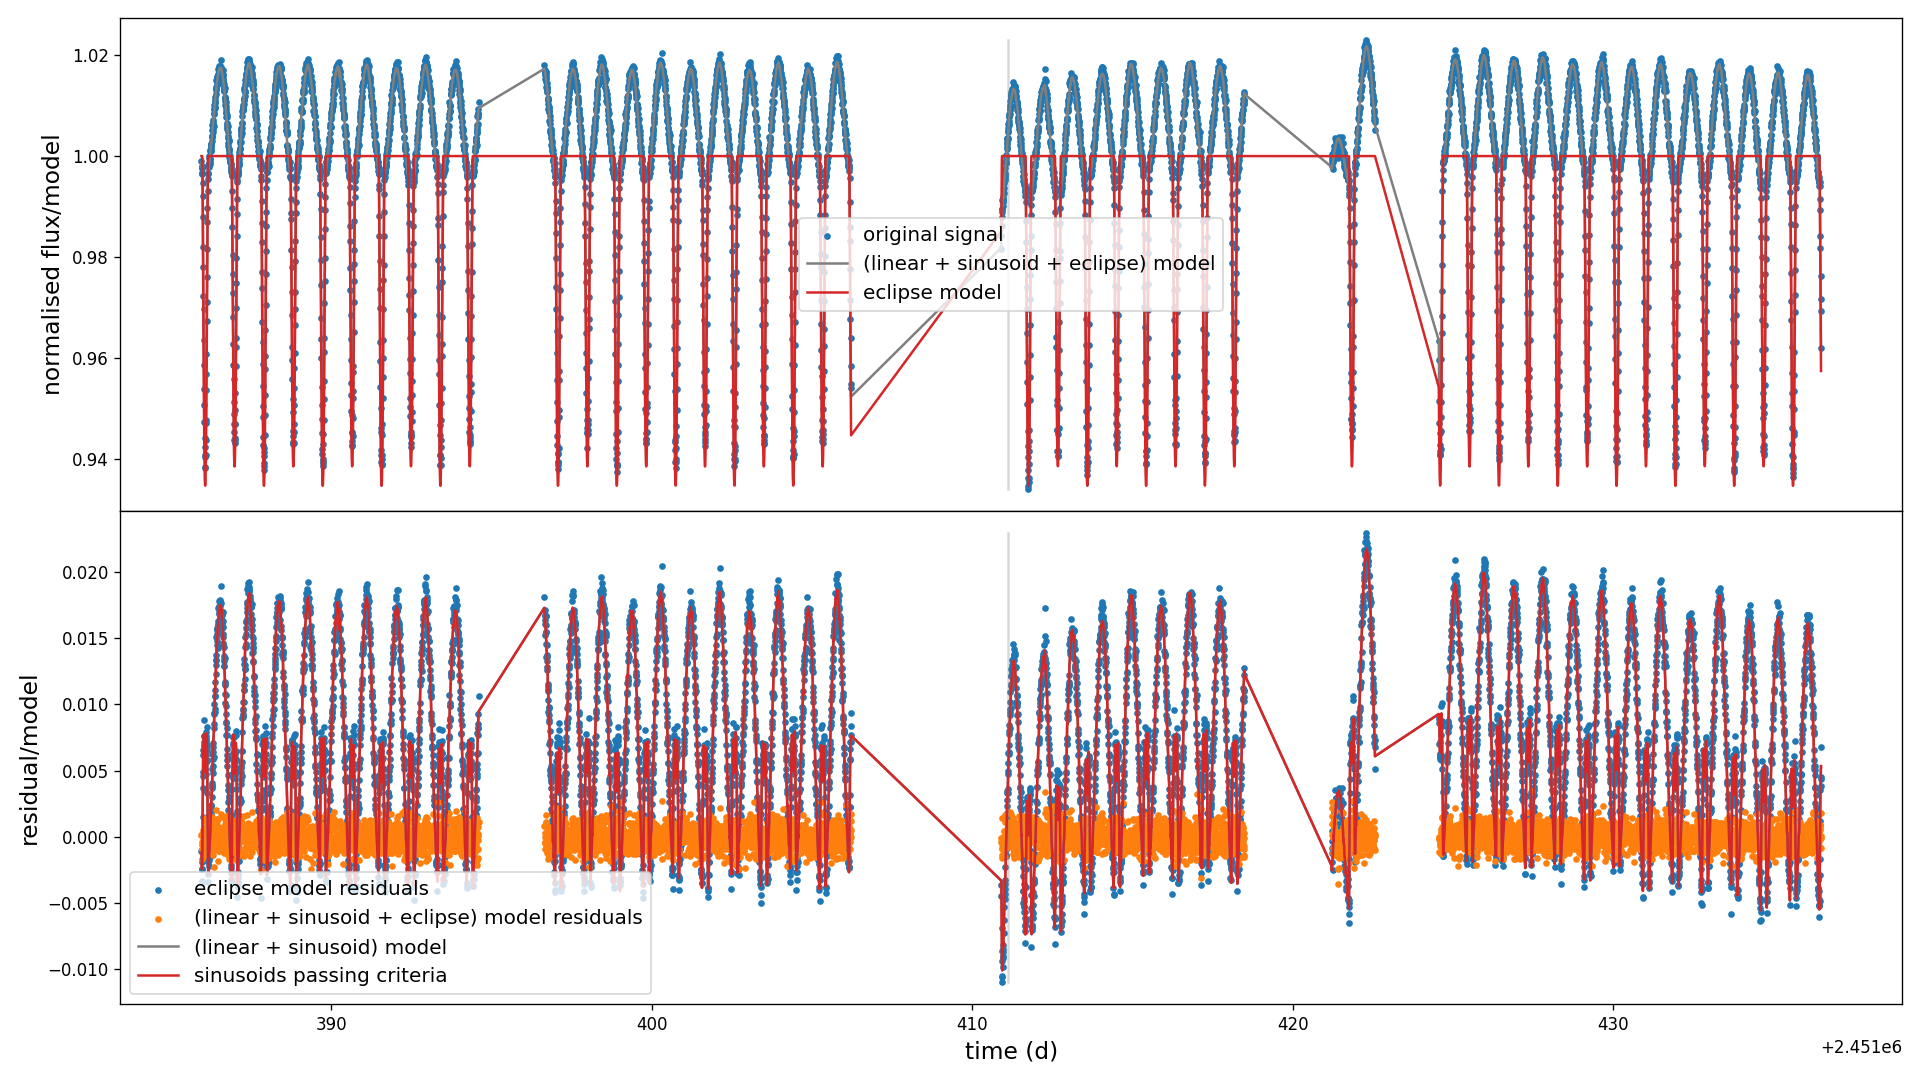 normalised flux/model
1.02
1.00
0.98
0.96
0.94
original signal
(linear + sinusoid + eclipse) model
eclipse model
residual/model
0.020
0.015
0.010
0.005
0.000
−0.005
−0.010
eclipse model residuals
(linear + sinusoid + eclipse) model residuals
(linear + sinusoid) model
sinusoids passing criteria
390 400 410 420 430
time (d)
+2.451e6